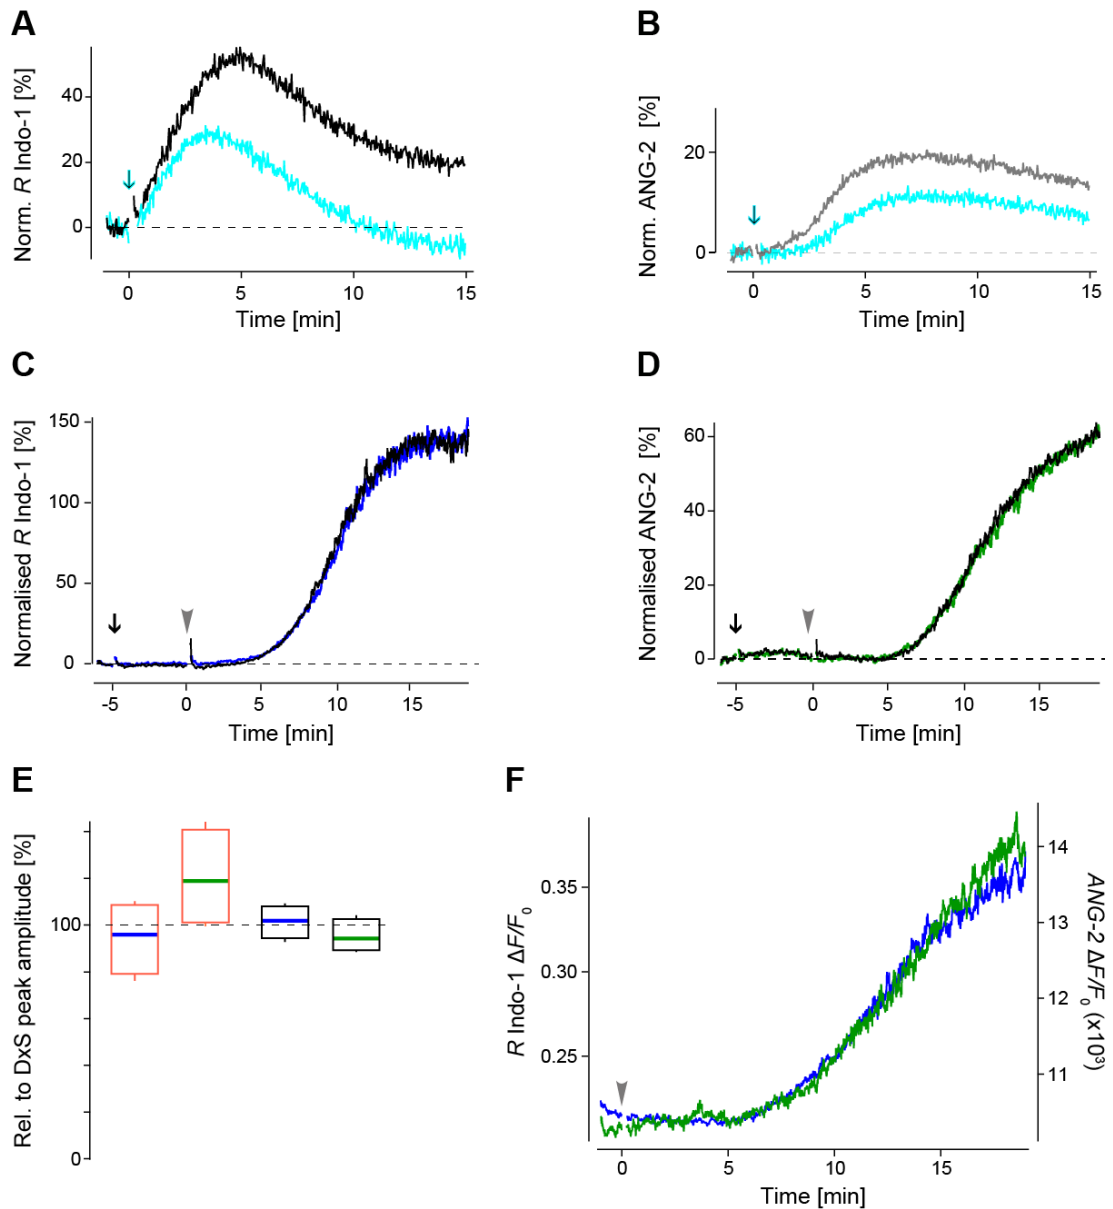 A
Norm. R Indo-1 [%]
40
20
0
0 5 10 15
Time [min]
B
Norm. ANG-2 [%]
20
0
0 5 10 15
Time [min]
C
Normalised R Indo-1 [%]
150
100
50
0
-5 0 5 10 15
Time [min]
D
Normalised ANG-2 [%]
60
40
20
0
-5 0 5 10 15
Time [min]
E
Rel. to DxS peak amplitude [%]
100
0
F
R Indo-1 ΔF/F₀
0.35
0.30
0.25
14
13
12
11
ANG-2 ΔF/F₀ (x10³)
0 5 10 15
Time [min]